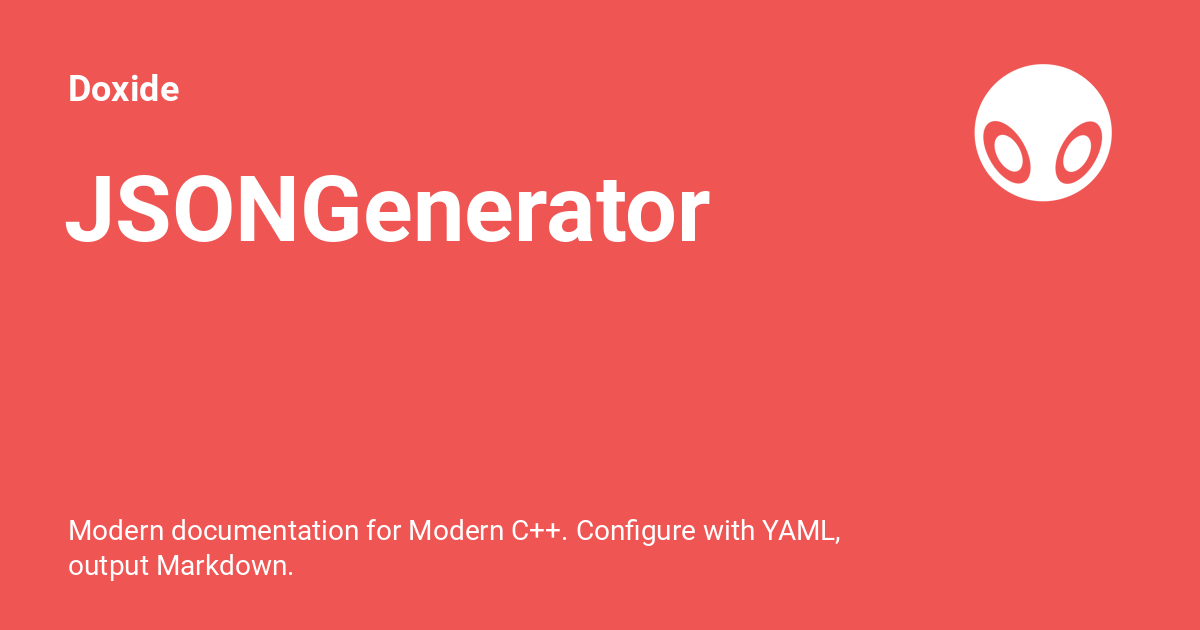 Doxide
JSONGenerator
Modern documentation for Modern C++. Configure with YAML,
output Markdown.